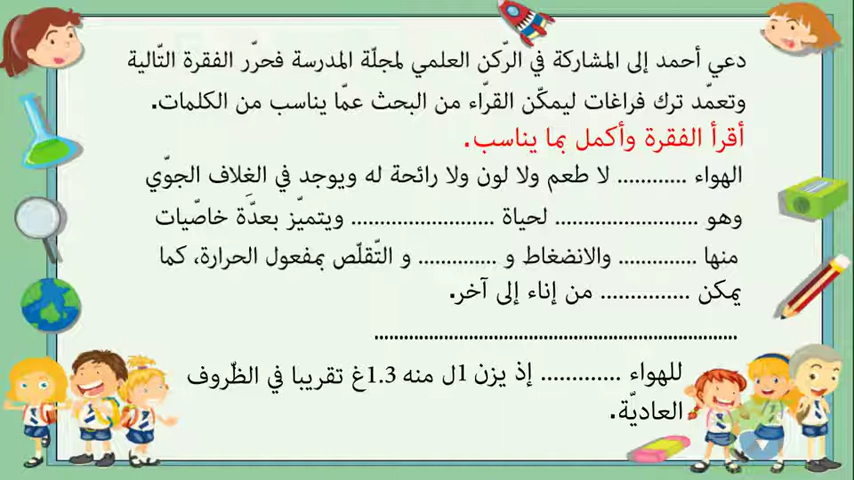 دعي أحمد إلى المشاركة في الرّكن العلمي لمجلّة المدرسة فحرّر الفقرة التّالية
وتعمّد ترك فراغات ليمكّن القرّاء من البحث عمّا يناسب من الكلمات.
أقرأ الفقرة وأكمل بما يناسب.
الهواء ............ لا طعم ولا لون ولا رائحة له ويوجد في الغلاف الجوّي
وهو ........................ لحياة ........................ ويتميّز بعدَّة خاصّيات
منها ............. والانضغاط و ............. و التّقلّص بمفعول الحرارة، كما
يمكن ............... من إناء إلى آخر.
.........................................................................
للهواء ............. إذ يزن 1ل منه 1.3غ تقريبا في الظّروف
العاديّة.